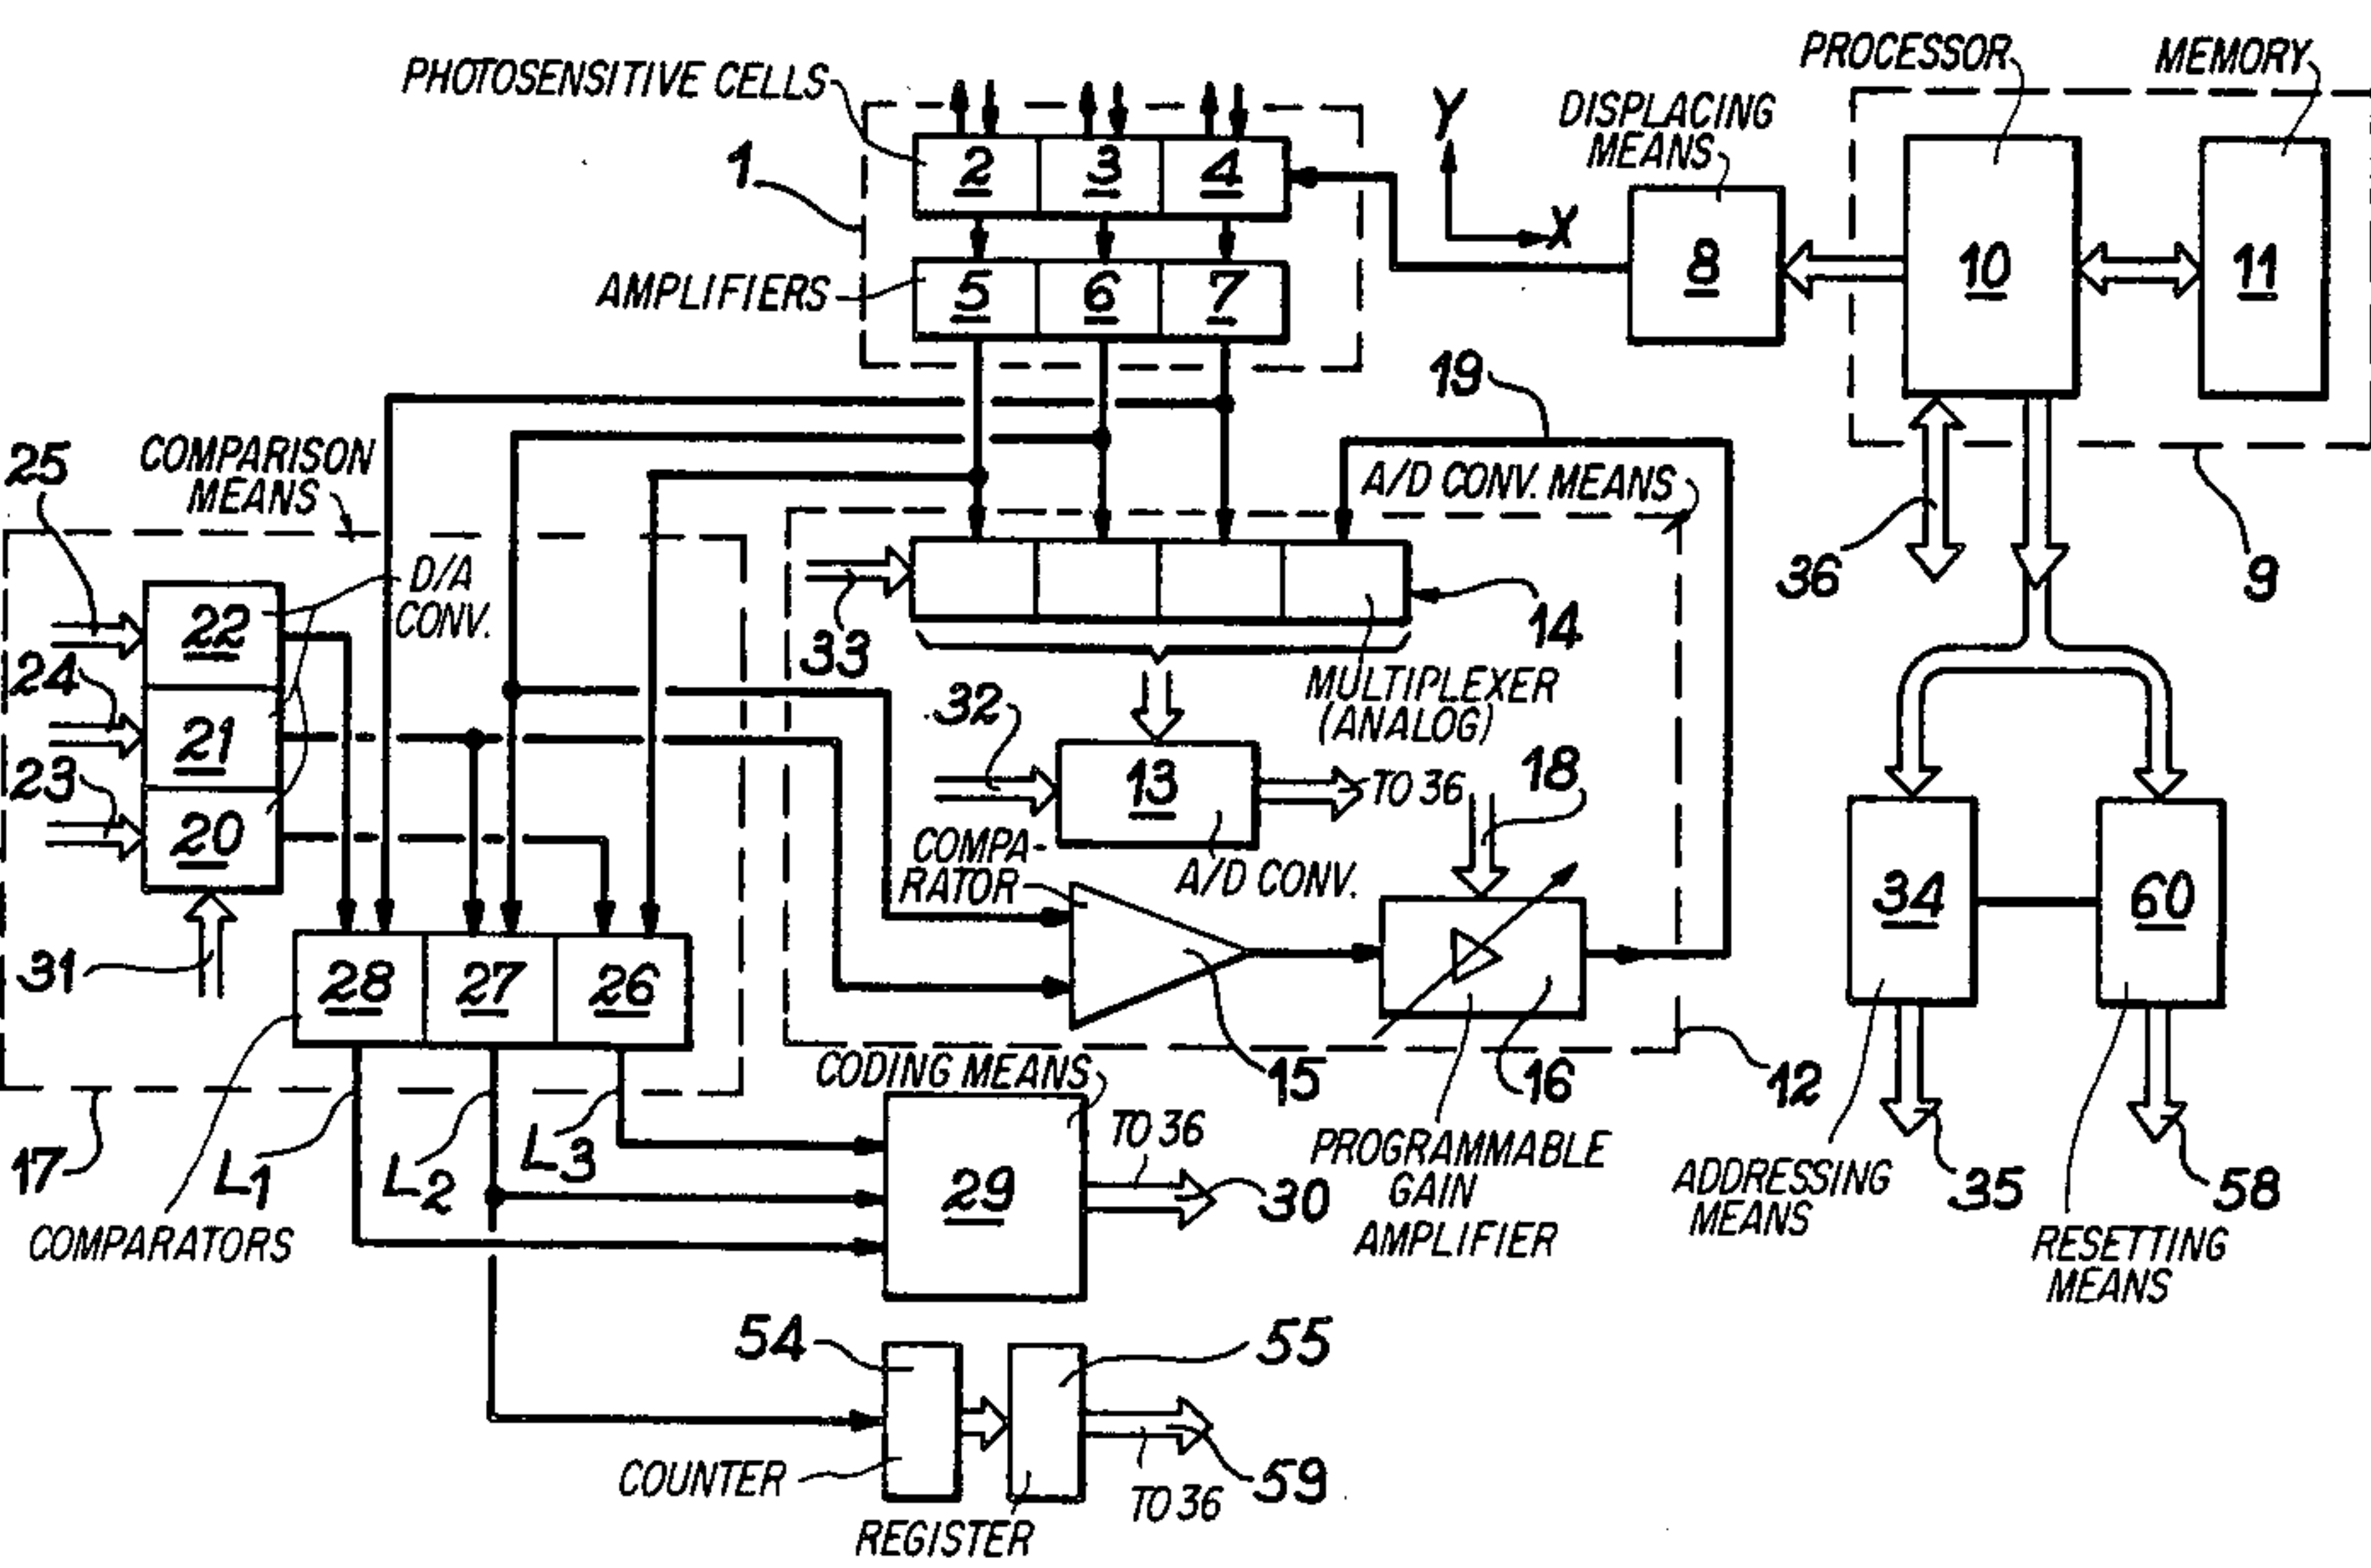 PROCESSOR
MEMORY
PHOTOSENSITIVE CELLS
DISPLACING
MEANS
Y
X
1
2 3 4
8
10
11
AMPLIFIERS
5 6 7
19
25
COMPARISON
MEANS
A/D CONV. MEANS
36
9
D/A
CONV.
22
33
14
24
21
MULTIPLEXER
(ANALOG)
32
23
20
13
TO 36
18
COMPA-
RATOR
A/D CONV.
34
60
31
28 27 26
15
16
12
CODING MEANS
17
L1
L2
L3
TO 36
29
30
PROGRAMMABLE
GAIN
AMPLIFIER
ADDRESSING
MEANS
35
58
COMPARATORS
RESETTING
MEANS
54
55
COUNTER
59
TO 36
REGISTER